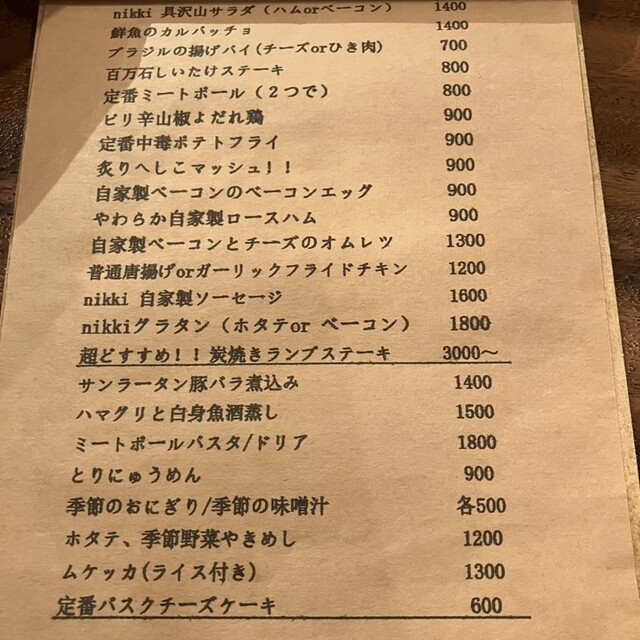 nikki 具沢山サラダ（ハムorベーコン） 1400
鮮魚のカルパッチョ 1400
ブラジルの揚げパイ(チーズorひき肉) 700
百万石しいたけステーキ 800
定番ミートボール（２つで） 800
ピリ辛山椒よだれ鶏 900
定番中毒ポテトフライ 900
炙りへしこマッシュ！！ 900
自家製ベーコンのベーコンエッグ 900
やわらか自家製ロースハム 900
自家製ベーコンとチーズのオムレツ 1300
普通唐揚げorガーリックフライドチキン 1200
nikki 自家製ソーセージ 1600
nikkiグラタン（ホタテor ベーコン） 1800
超どすすめ！！炭焼きランプステーキ 3000～
サンラータン豚バラ煮込み 1400
ハマグリと白身魚酒蒸し 1500
ミートボールパスタ/ドリア 1800
とりにゅうめん 900
季節のおにぎり/季節の味噌汁 各500
ホタテ、季節野菜やきめし 1200
ムケッカ(ライス付き) 1300
定番バスクチーズケーキ 600